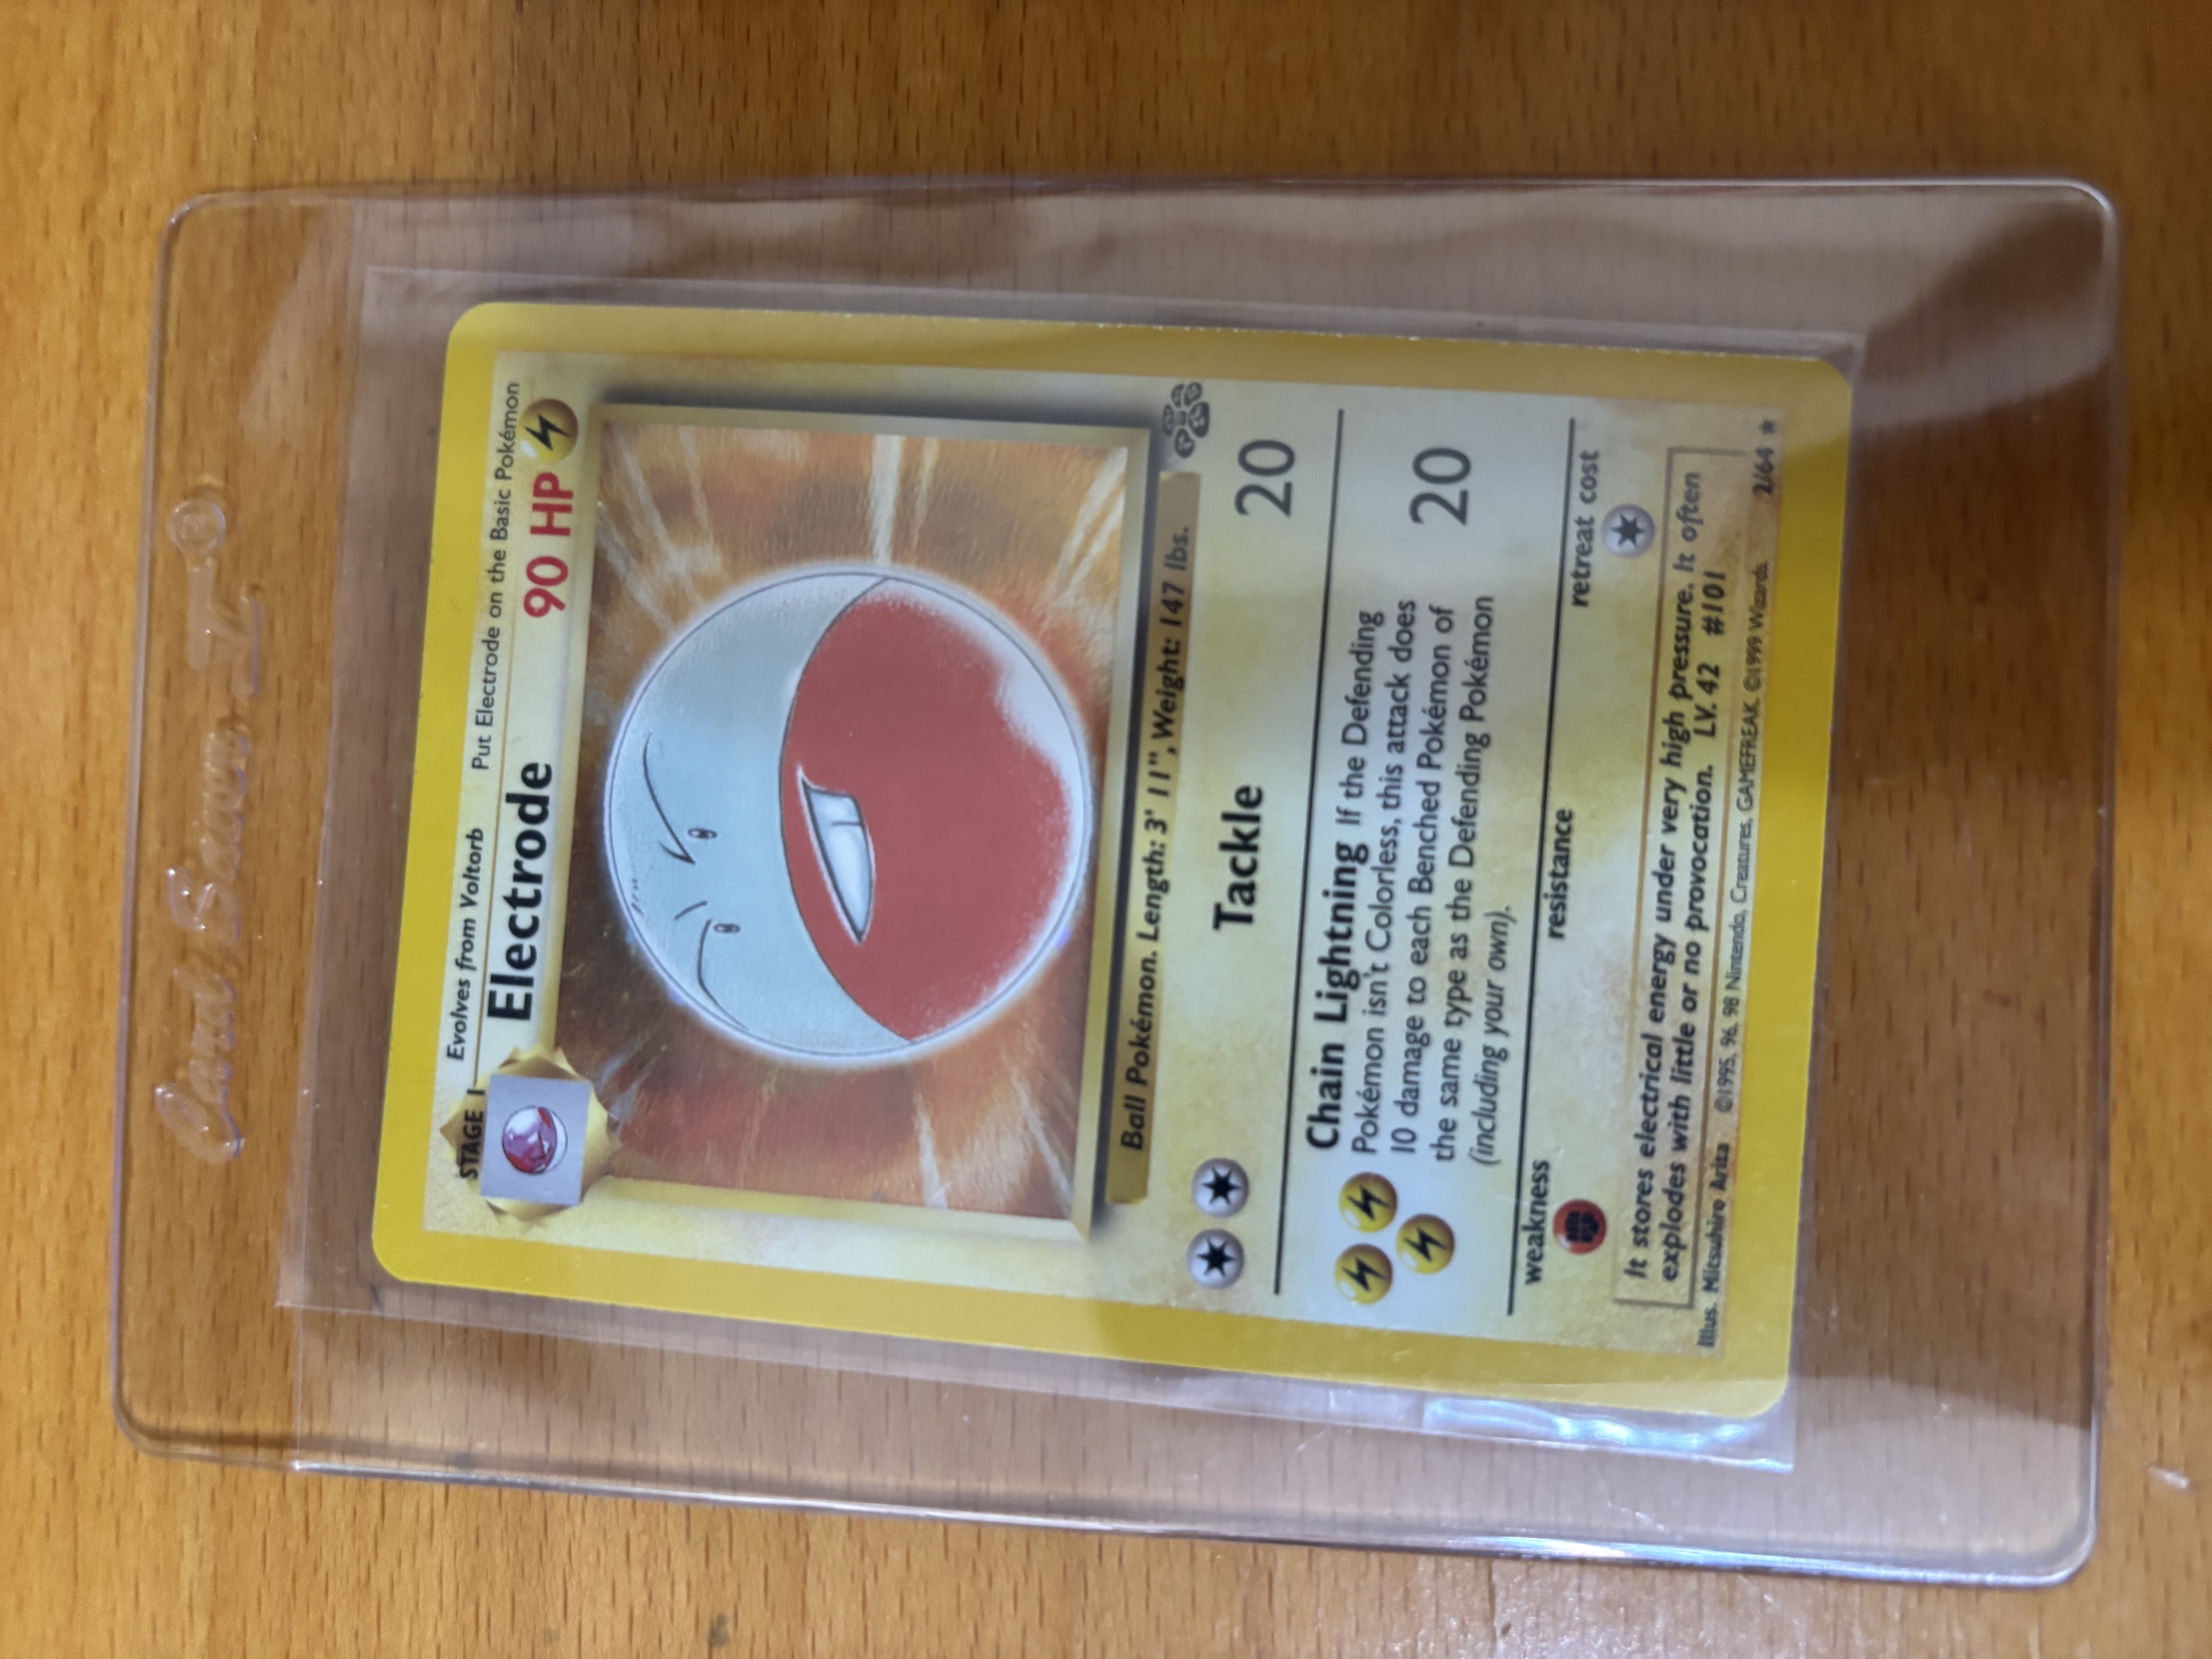 Card Saver I®
STAGE 1
Evolves from Voltorb
Put Electrode on the Basic Pokémon
Electrode
90 HP
Ball Pokémon. Length: 3' 11", Weight: 147 lbs.
Tackle
20
Chain Lightning If the Defending
Pokémon isn't Colorless, this attack does
10 damage to each Benched Pokémon of
the same type as the Defending Pokémon
(including your own).
20
weakness
resistance
retreat cost
It stores electrical energy under very high pressure. It often
explodes with little or no provocation. LV. 42 #101
Illus. Mitsuhiro Arita ©1995, 96, 98 Nintendo, Creatures, GAMEFREAK. ©1999 Wizards. 2/64 ★